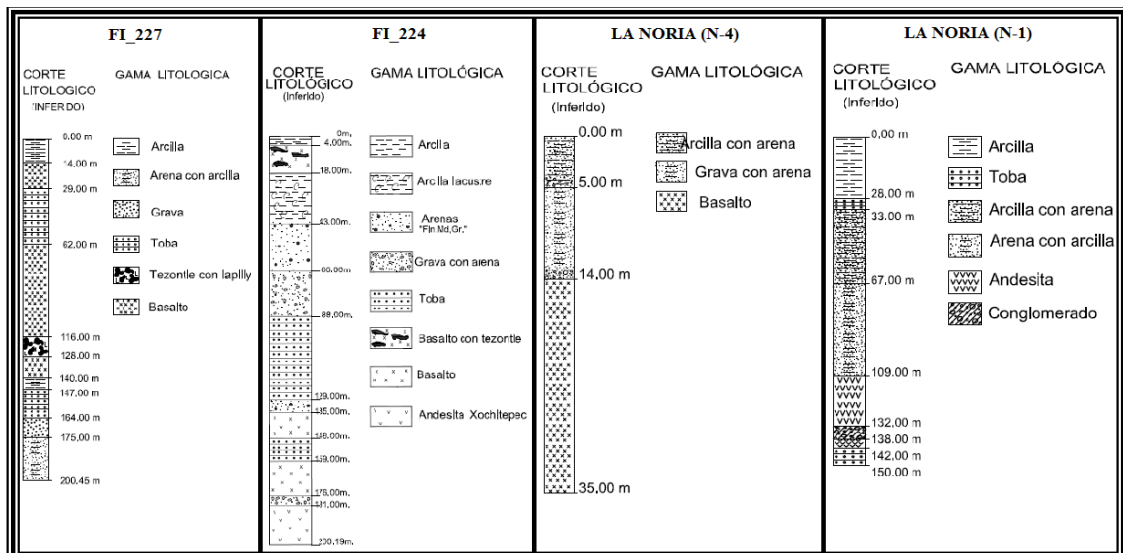 FI_227
CORTE
LITOLOGICO
(INFERIDO)
GAMA LITOLOGICA
0.00 m
14.00 m
29.00 m
62.00 m
116.00 m
128.00 m
140.00 m
147.00 m
164.00 m
175.00 m
200.45 m
Arcilla
Arena con arcilla
Grava
Toba
Tezontle con lapilly
Basalto
FI_224
CORTE
LITOLÓGICO
(Inferido)
GAMA LITOLÓGICA
0m.
4.00m.
18.00m.
88.00m.
200.19m.
Arcilla
Arcilla lacusre
Arenas
Grava con arena
Toba
Basalto con tezontle
Basalto
Andesita Xochitepec
LA NORIA (N-4)
CORTE
LITOLÓGICO
(Inferido)
GAMA LITOLÓGICA
0.00 m
5.00 m
14.00 m
35.00 m
Arcilla con arena
Grava con arena
Basalto
LA NORIA (N-1)
CORTE
LITOLÓGICO
(Inferido)
GAMA LITOLÓGICA
0.00 m
28.00 m
33.00 m
67.00 m
109.00 m
132.00 m
138.00 m
142.00 m
150.00 m
Arcilla
Toba
Arcilla con arena
Arena con arcilla
Andesita
Conglomerado